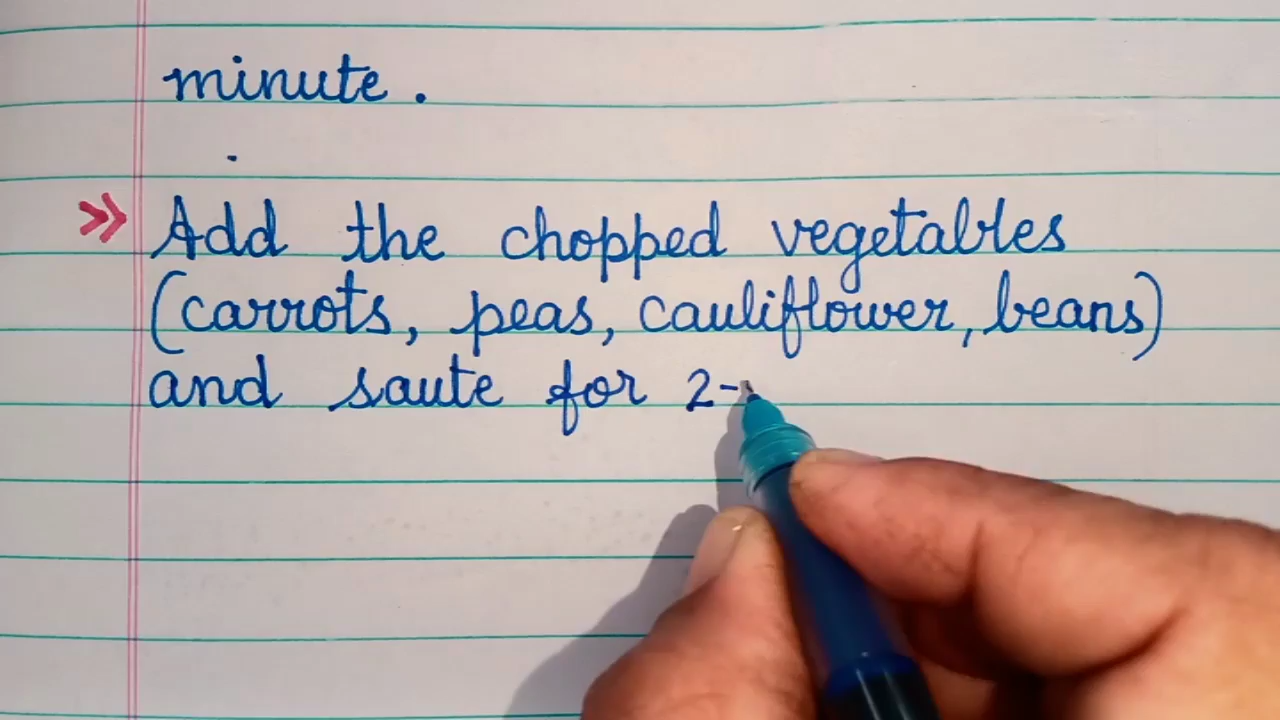 minute.
» Add the chopped vegetables
(carrots, peas, cauliflower, beans)
and saute for 2-